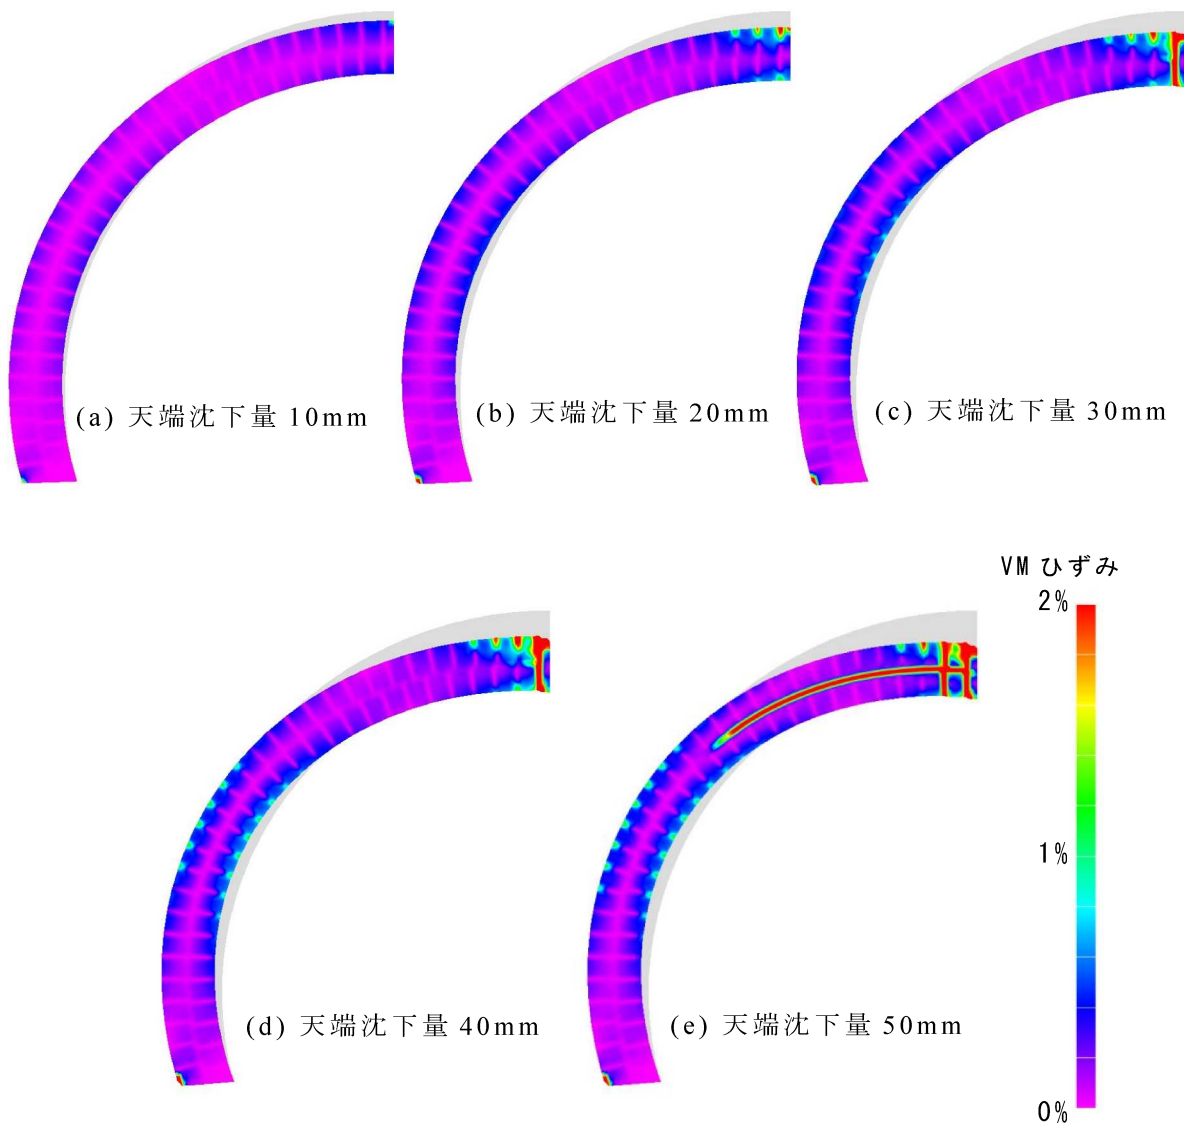 (a) 天端沈下量 10mm
(b) 天端沈下量 20mm
(c) 天端沈下量 30mm
VM ひずみ
2%
1%
0%
(d) 天端沈下量 40mm
(e) 天端沈下量 50mm